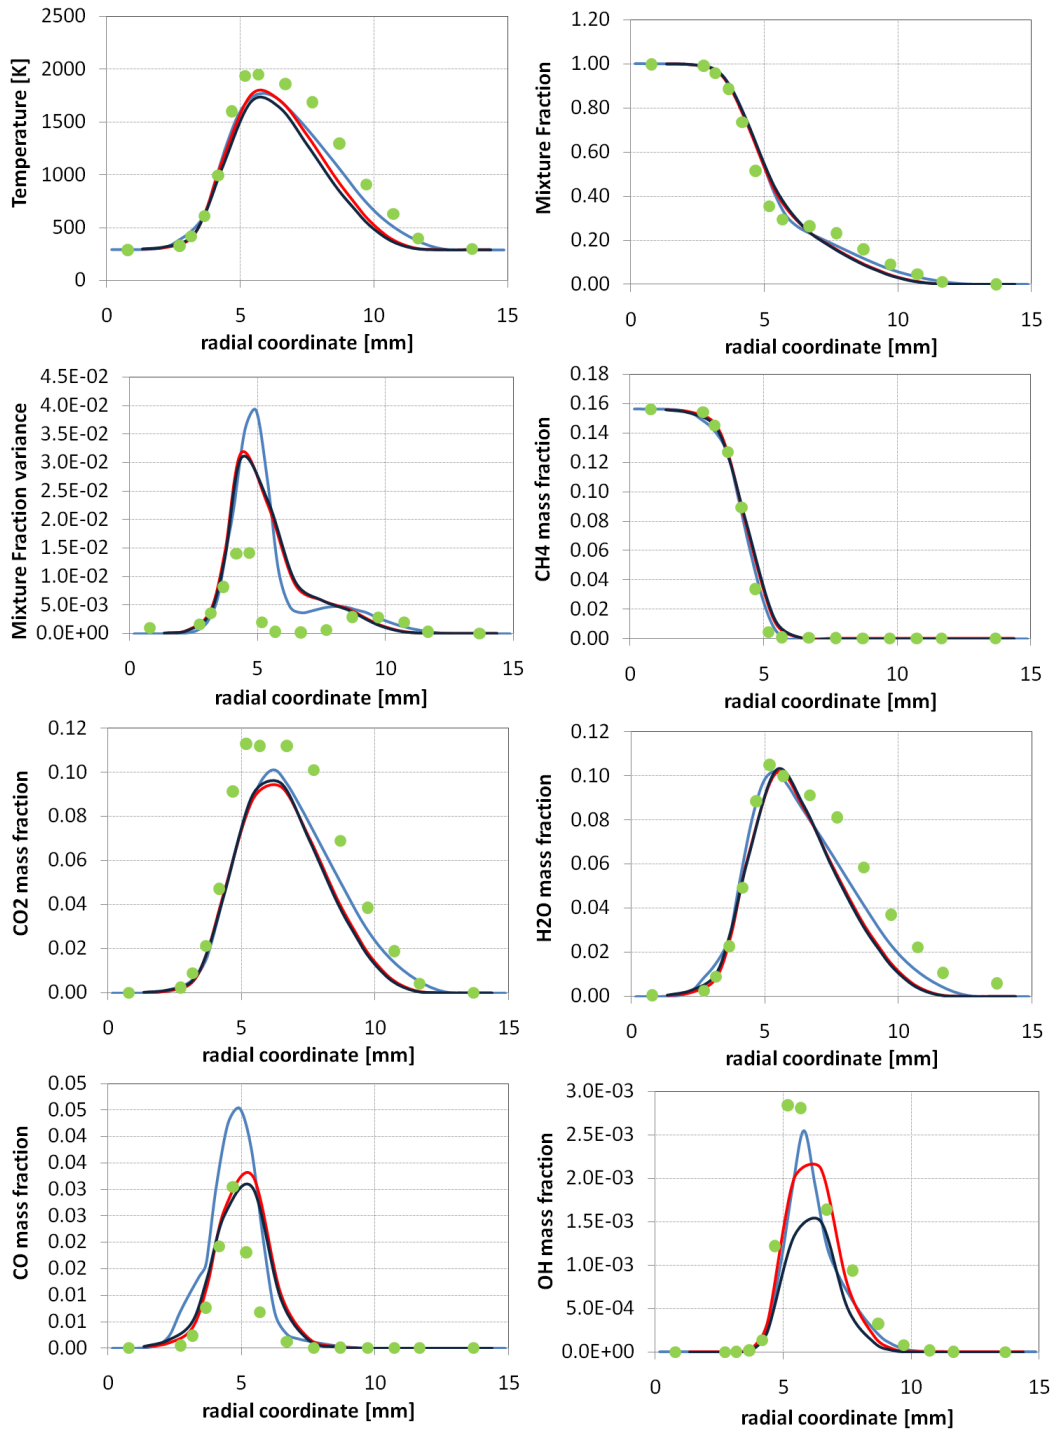 Temperature [K]
2500
2000
1500
1000
500
0
0 5 10 15
radial coordinate [mm]
Mixture Fraction
1.20
1.00
0.80
0.60
0.40
0.20
0.00
0 5 10 15
radial coordinate [mm]
Mixture Fraction variance
4.5E-02
4.0E-02
3.5E-02
3.0E-02
2.5E-02
2.0E-02
1.5E-02
1.0E-02
5.0E-03
0.0E+00
0 5 10 15
radial coordinate [mm]
CH4 mass fraction
0.18
0.16
0.14
0.12
0.10
0.08
0.06
0.04
0.02
0.00
0 5 10 15
radial coordinate [mm]
CO2 mass fraction
0.12
0.10
0.08
0.06
0.04
0.02
0.00
0 5 10 15
radial coordinate [mm]
H2O mass fraction
0.12
0.10
0.08
0.06
0.04
0.02
0.00
0 5 10 15
radial coordinate [mm]
CO mass fraction
0.05
0.05
0.04
0.04
0.03
0.03
0.02
0.02
0.01
0.01
0.00
0 5 10 15
radial coordinate [mm]
OH mass fraction
3.0E-03
2.5E-03
2.0E-03
1.5E-03
1.0E-03
5.0E-04
0.0E+00
0 5 10 15
radial coordinate [mm]